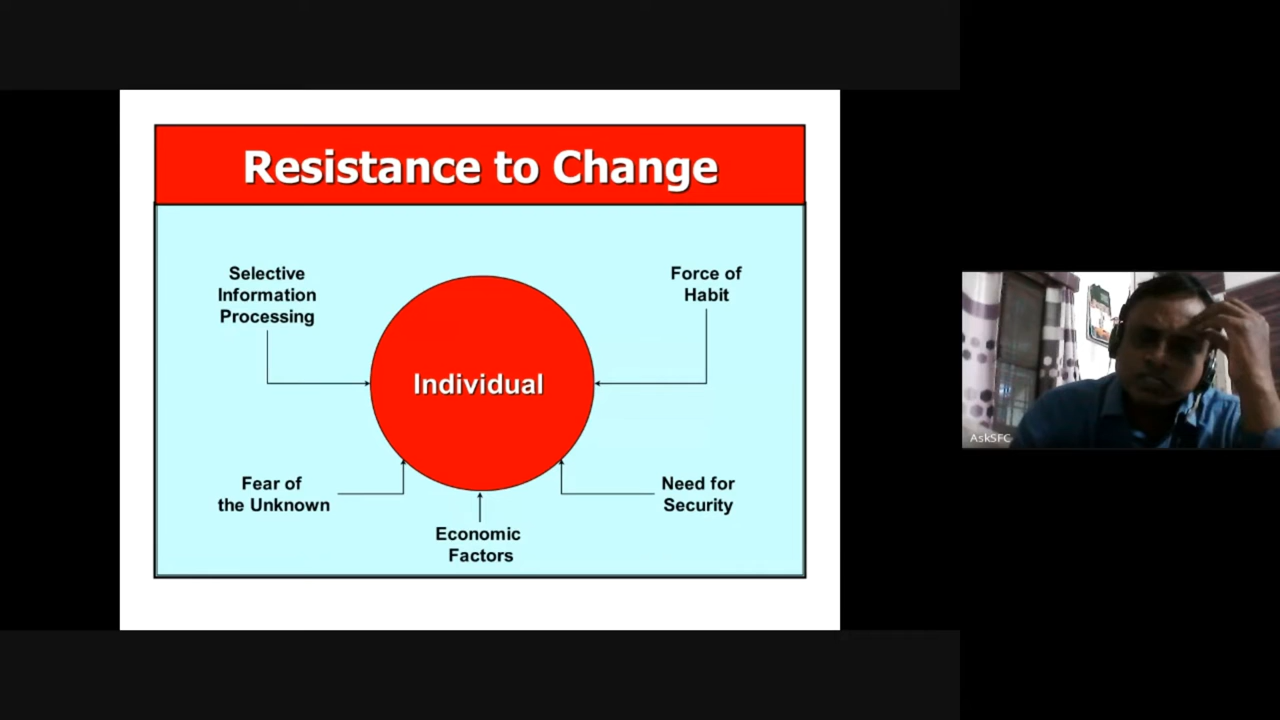 Resistance to Change
Selective
Information
Processing
Force of
Habit
Individual
Fear of
the Unknown
Need for
Security
Economic
Factors
AskSFC